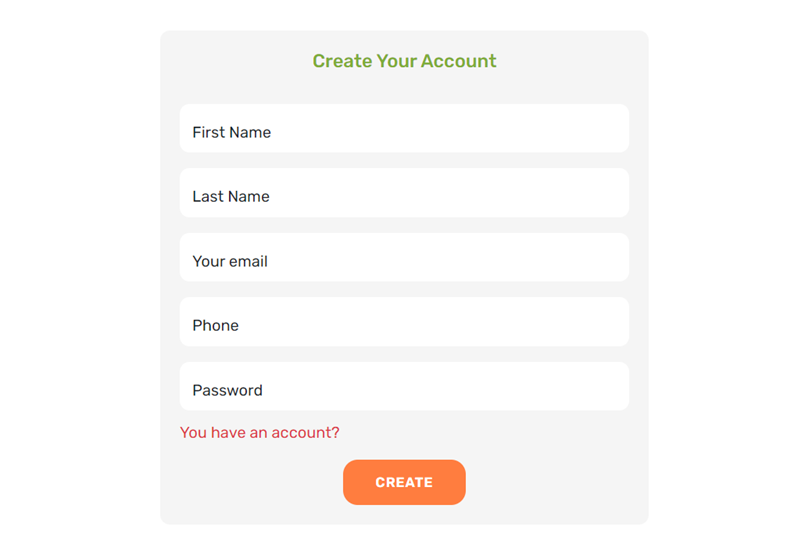 Create Your Account
First Name
Last Name
Your email
Phone
Password
You have an account?
CREATE